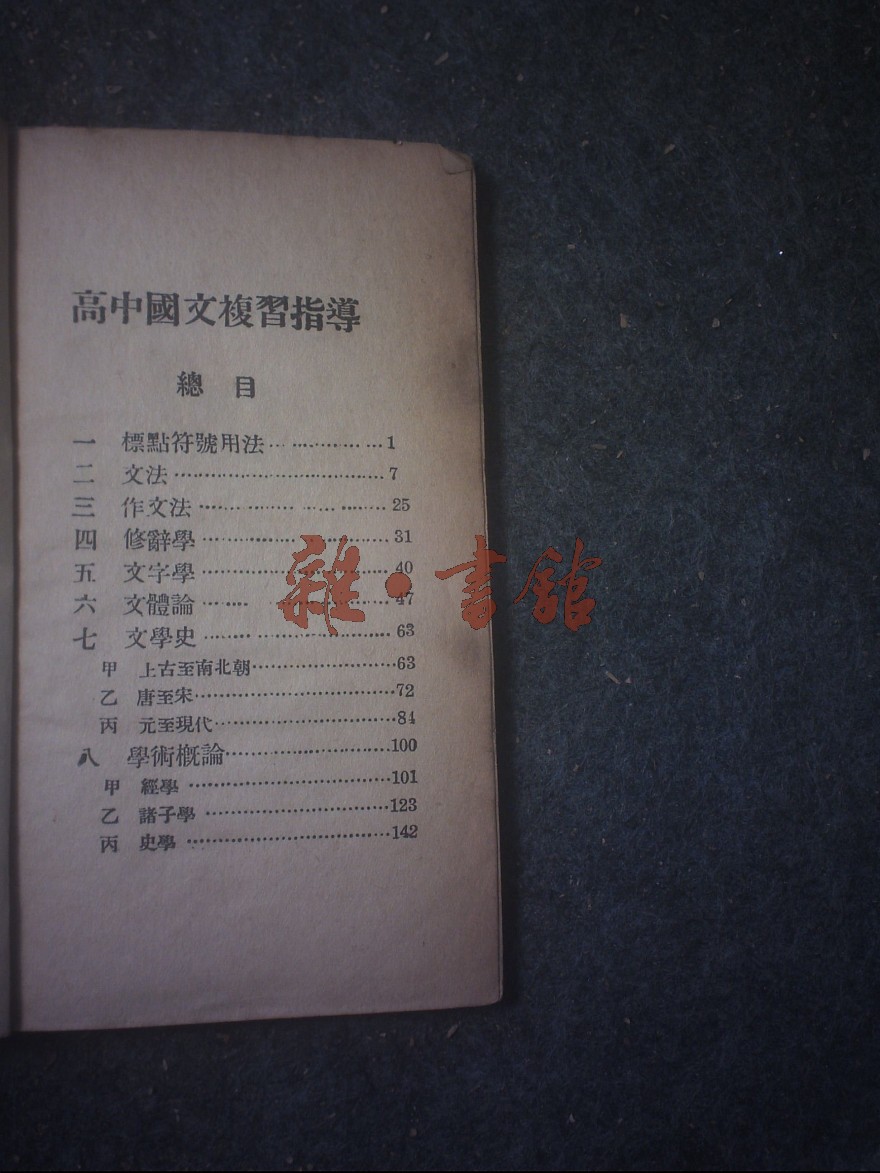 高中國文複習指導
總目
一 標點符號用法……………1
二 文法……………7
三 作文法……………25
四 修辭學……………31
五 文字學……………40
六 文體論……………47
七 文學史……………63
甲 上古至南北朝……………63
乙 唐至宋……………72
丙 元至現代……………84
八 學術概論……………100
甲 經學……………101
乙 諸子學……………123
丙 史學……………142
雜·書館